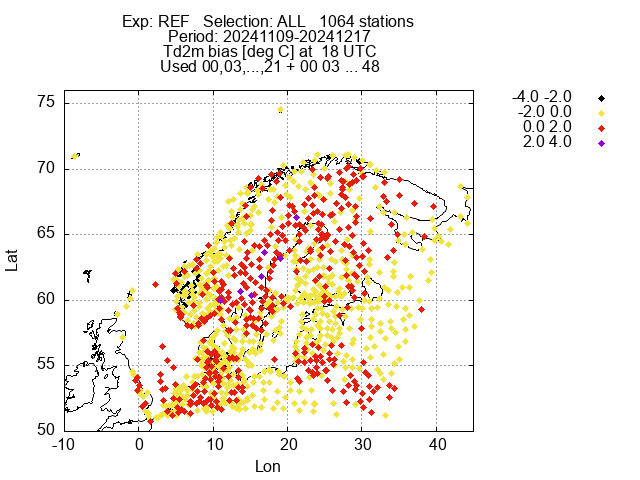 Exp: REF   Selection: ALL   1064 stations
Period: 20241109-20241217
Td2m bias [deg C] at  18 UTC
Used 00,03,...,21 + 00 03 ... 48
-4.0 -2.0
-2.0 0.0
0.0 2.0
2.0 4.0
75
70
65
60
55
50
Lat
-10 0 10 20 30 40
Lon